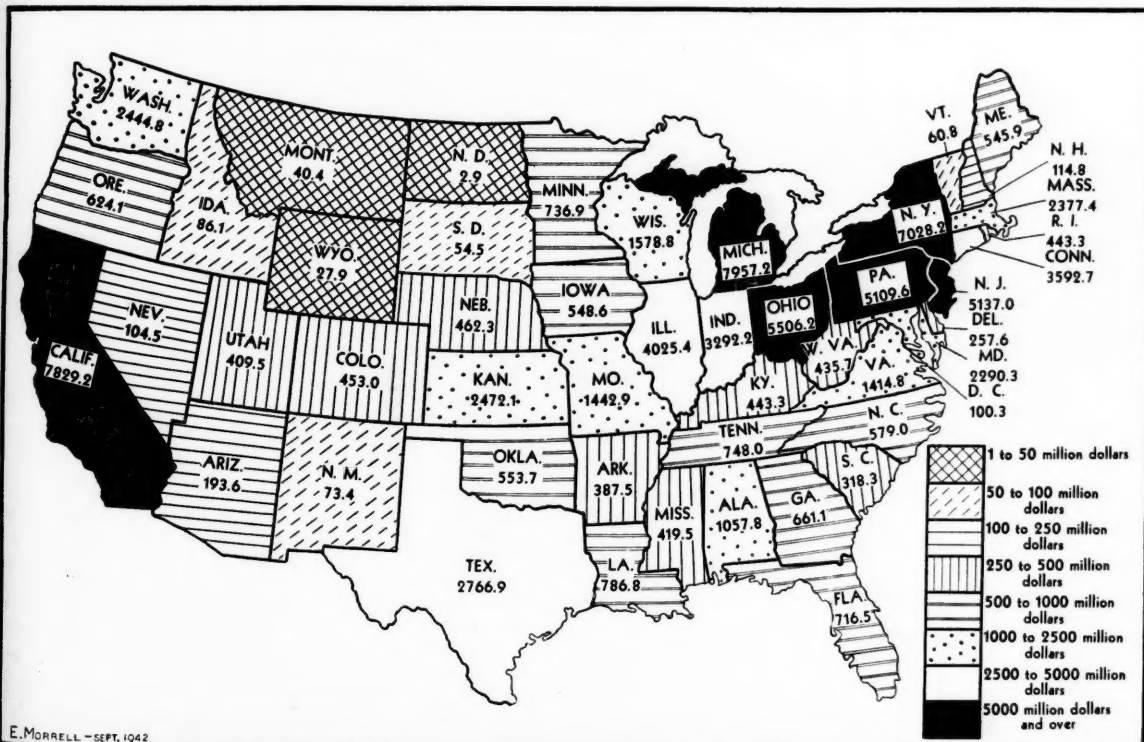 WASH.
2444.8
ORE.
624.1
CALIF.
7829.2
IDA.
86.1
NEV.
104.5
MONT.
40.4
WYO.
27.9
UTAH
409.5
ARIZ.
193.6
COLO.
453.0
N. M.
73.4
N. D.
2.9
S. D.
54.5
NEB.
462.3
KAN.
2472.1
OKLA.
553.7
TEX.
2766.9
MINN.
736.9
IOWA
548.6
MO.
1442.9
ARK.
387.5
LA.
786.8
WIS.
1578.8
ILL.
4025.4
MICH.
7957.2
IND.
3292.2
OHIO
5506.2
KY.
443.3
TENN.
748.0
MISS.
419.5
ALA.
1057.8
GA.
661.1
FLA.
716.5
S. C.
318.3
N. C.
579.0
VA.
1414.8
W. VA.
435.7
PA.
5109.6
N. Y.
7028.2
VT.
60.8
ME.
545.9
N. H.
114.8
MASS.
2377.4
R. I.
443.3
CONN.
3592.7
N. J.
5137.0
DEL.
257.6
MD.
2290.3
D. C.
100.3
1 to 50 million dollars
50 to 100 million
dollars
100 to 250 million
dollars
250 to 500 million
dollars
500 to 1000 million
dollars
1000 to 2500 million
dollars
2500 to 5000 million
dollars
5000 million dollars
and over
E. MORRELL - SEPT. 1942